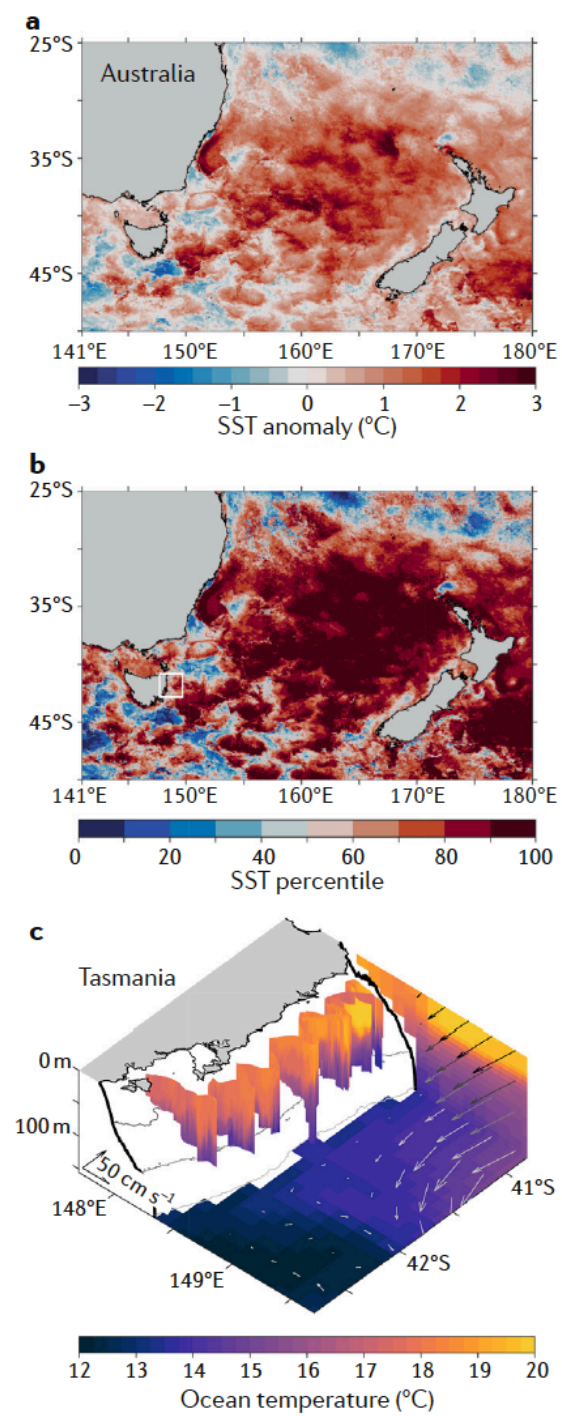 a
25°S
Australia
35°S
45°S
141°E 150°E 160°E 170°E 180°E
–3 –2 –1 0 1 2 3
SST anomaly (°C)
b
25°S
35°S
45°S
141°E 150°E 160°E 170°E 180°E
0 20 40 60 80 100
SST percentile
c
Tasmania
0 m
100 m
50 cm s⁻¹
148°E
149°E
41°S
42°S
12 13 14 15 16 17 18 19 20
Ocean temperature (°C)